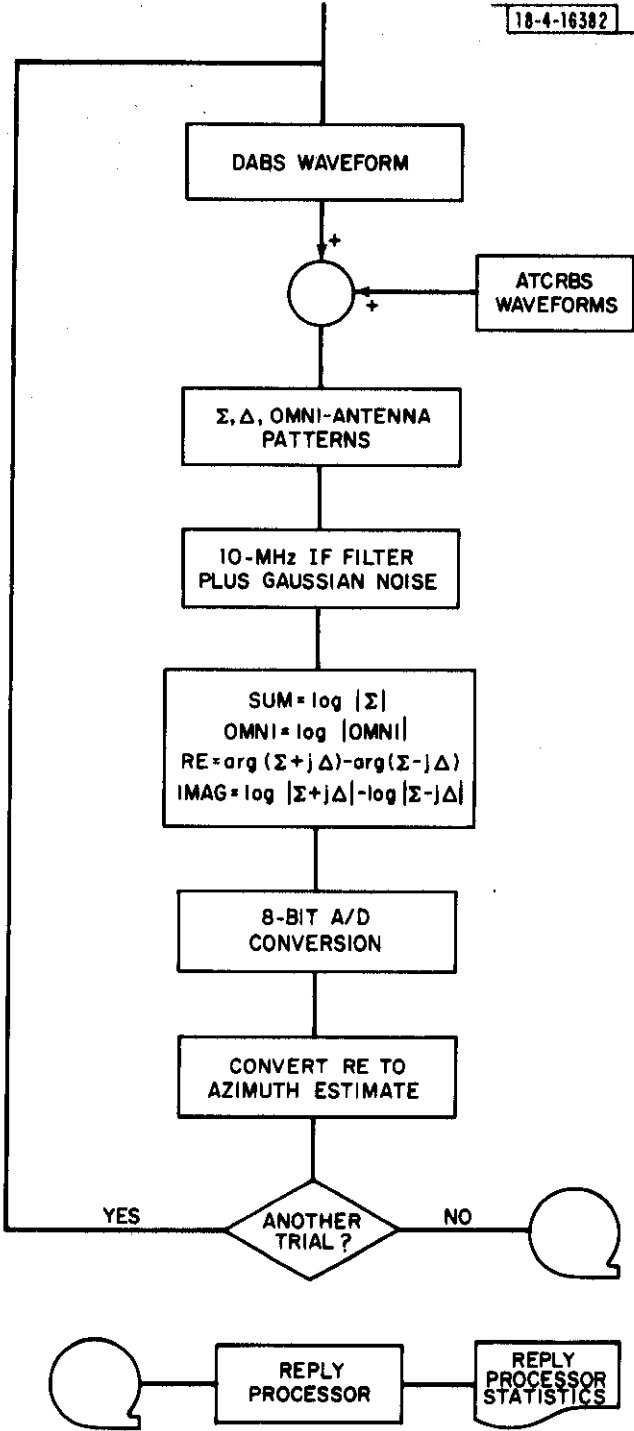 18-4-16382
DABS WAVEFORM
+
+
ATCRBS
WAVEFORMS
Σ, Δ, OMNI-ANTENNA
PATTERNS
10-MHz IF FILTER
PLUS GAUSSIAN NOISE
SUM = log |Σ|
OMNI = log |OMNI|
RE = arg (Σ+jΔ)-arg(Σ-jΔ)
IMAG = log |Σ+jΔ|-log|Σ-jΔ|
8-BIT A/D
CONVERSION
CONVERT RE TO
AZIMUTH ESTIMATE
YES
ANOTHER
TRIAL ?
NO
REPLY
PROCESSOR
REPLY
PROCESSOR
STATISTICS